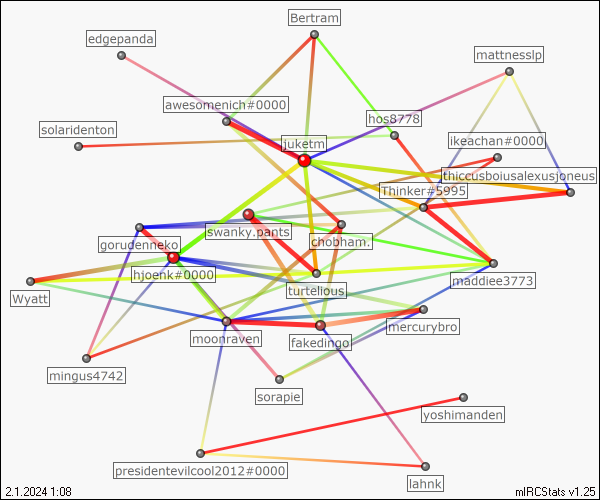 Bertram
edgepanda
mattnesslp
awesomenich#0000
hos8778
solaridenton
juketm
ikeachan#0000
thiccusboiusalexusjoneus
Thinker#5995
swanky.pants
gorudenneko
chobham.
hjoenk#0000
maddiee3773
Wyatt
turtellous.
mercurybro
moonraven
fakedingo
mingus4742
sorapie
yoshimanden
presidentevilcool2012#0000
lahnk
2.1.2024 1:08
mIRCStats v1.25